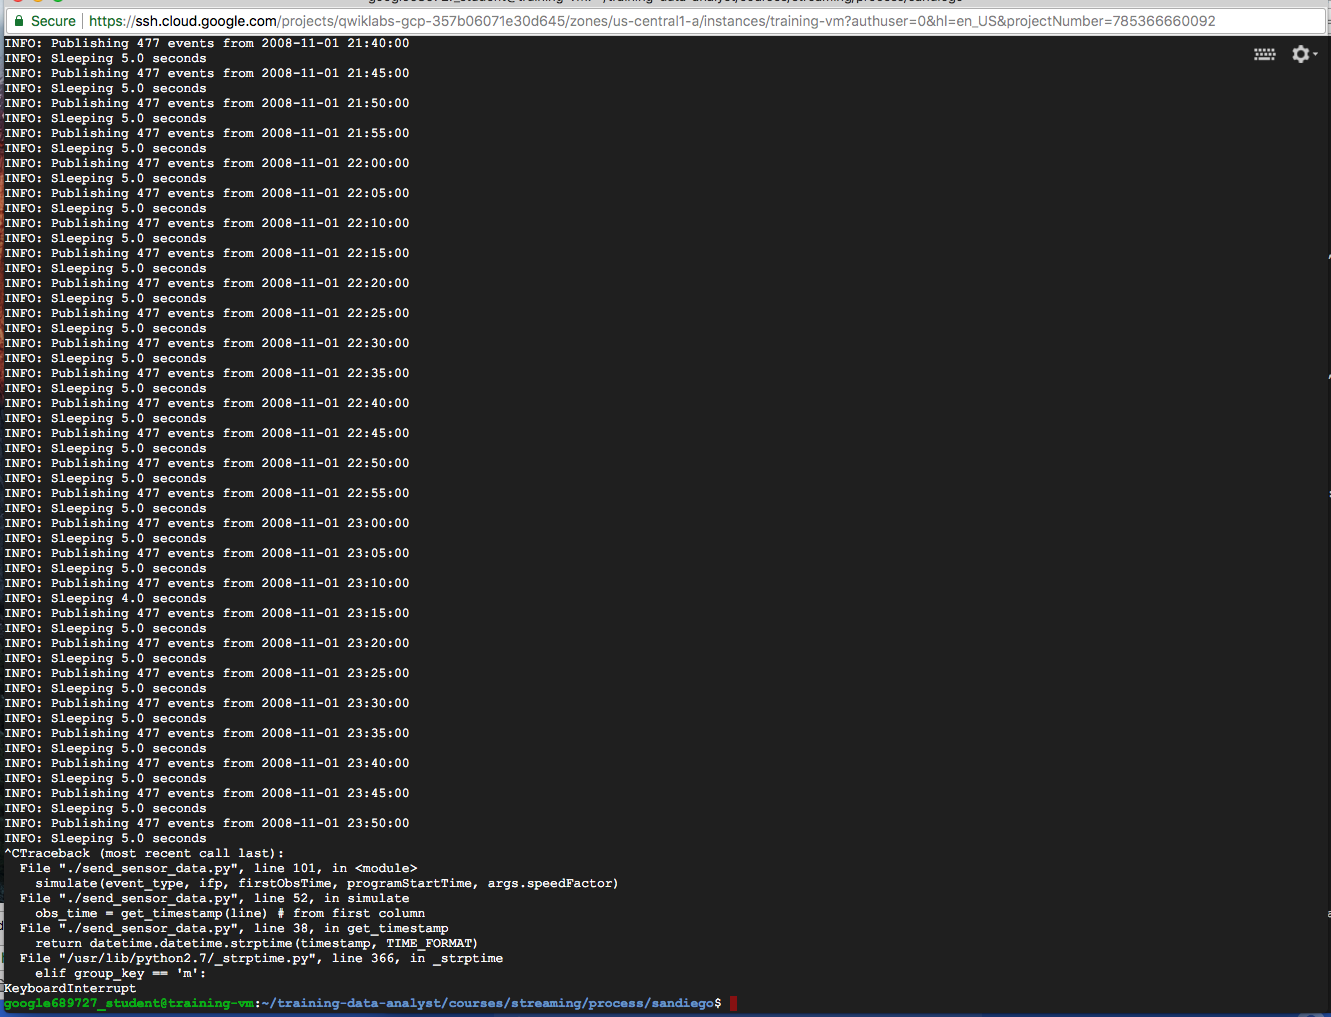 Secure https://ssh.cloud.google.com/projects/qwiklabs-gcp-357b06071e30d645/zones/us-central1-a/instances/training-vm?authuser=0&hl=en_US&projectNumber=785366660092
INFO: Publishing 477 events from 2008-11-01 21:40:00
INFO: Sleeping 5.0 seconds
INFO: Publishing 477 events from 2008-11-01 21:45:00
INFO: Sleeping 5.0 seconds
INFO: Publishing 477 events from 2008-11-01 21:50:00
INFO: Sleeping 5.0 seconds
INFO: Publishing 477 events from 2008-11-01 21:55:00
INFO: Sleeping 5.0 seconds
INFO: Publishing 477 events from 2008-11-01 22:00:00
INFO: Sleeping 5.0 seconds
INFO: Publishing 477 events from 2008-11-01 22:05:00
INFO: Sleeping 5.0 seconds
INFO: Publishing 477 events from 2008-11-01 22:10:00
INFO: Sleeping 5.0 seconds
INFO: Publishing 477 events from 2008-11-01 22:15:00
INFO: Sleeping 5.0 seconds
INFO: Publishing 477 events from 2008-11-01 22:20:00
INFO: Sleeping 5.0 seconds
INFO: Publishing 477 events from 2008-11-01 22:25:00
INFO: Sleeping 5.0 seconds
INFO: Publishing 477 events from 2008-11-01 22:30:00
INFO: Sleeping 5.0 seconds
INFO: Publishing 477 events from 2008-11-01 22:35:00
INFO: Sleeping 5.0 seconds
INFO: Publishing 477 events from 2008-11-01 22:40:00
INFO: Sleeping 5.0 seconds
INFO: Publishing 477 events from 2008-11-01 22:45:00
INFO: Sleeping 5.0 seconds
INFO: Publishing 477 events from 2008-11-01 22:50:00
INFO: Sleeping 5.0 seconds
INFO: Publishing 477 events from 2008-11-01 22:55:00
INFO: Sleeping 5.0 seconds
INFO: Publishing 477 events from 2008-11-01 23:00:00
INFO: Sleeping 5.0 seconds
INFO: Publishing 477 events from 2008-11-01 23:05:00
INFO: Sleeping 5.0 seconds
INFO: Publishing 477 events from 2008-11-01 23:10:00
INFO: Sleeping 4.0 seconds
INFO: Publishing 477 events from 2008-11-01 23:15:00
INFO: Sleeping 5.0 seconds
INFO: Publishing 477 events from 2008-11-01 23:20:00
INFO: Sleeping 5.0 seconds
INFO: Publishing 477 events from 2008-11-01 23:25:00
INFO: Sleeping 5.0 seconds
INFO: Publishing 477 events from 2008-11-01 23:30:00
INFO: Sleeping 5.0 seconds
INFO: Publishing 477 events from 2008-11-01 23:35:00
INFO: Sleeping 5.0 seconds
INFO: Publishing 477 events from 2008-11-01 23:40:00
INFO: Sleeping 5.0 seconds
INFO: Publishing 477 events from 2008-11-01 23:45:00
INFO: Sleeping 5.0 seconds
INFO: Publishing 477 events from 2008-11-01 23:50:00
INFO: Sleeping 5.0 seconds
^CTraceback (most recent call last):
File "./send_sensor_data.py", line 101, in <module>
simulate(event_type, ifp, firstObsTime, programStartTime, args.speedFactor)
File "./send_sensor_data.py", line 52, in simulate
obs_time = get_timestamp(line) # from first column
File "./send_sensor_data.py", line 38, in get_timestamp
return datetime.datetime.strptime(timestamp, TIME_FORMAT)
File "/usr/lib/python2.7/_strptime.py", line 366, in _strptime
elif group_key == 'm':
KeyboardInterrupt
google689727_student@training-vm:~/training-data-analyst/courses/streaming/process/sandiego$